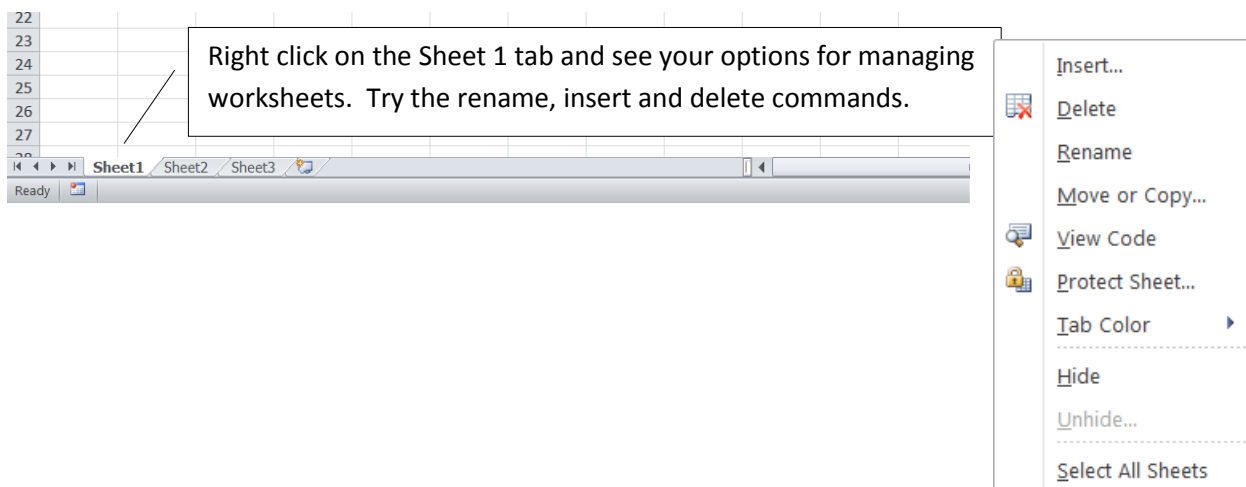 22
23
24
25
26
27
28
Right click on the Sheet 1 tab and see your options for managing
worksheets.  Try the rename, insert and delete commands.
Sheet1 Sheet2 Sheet3
Ready
Insert...
Delete
Rename
Move or Copy...
View Code
Protect Sheet...
Tab Color
Hide
Unhide...
Select All Sheets